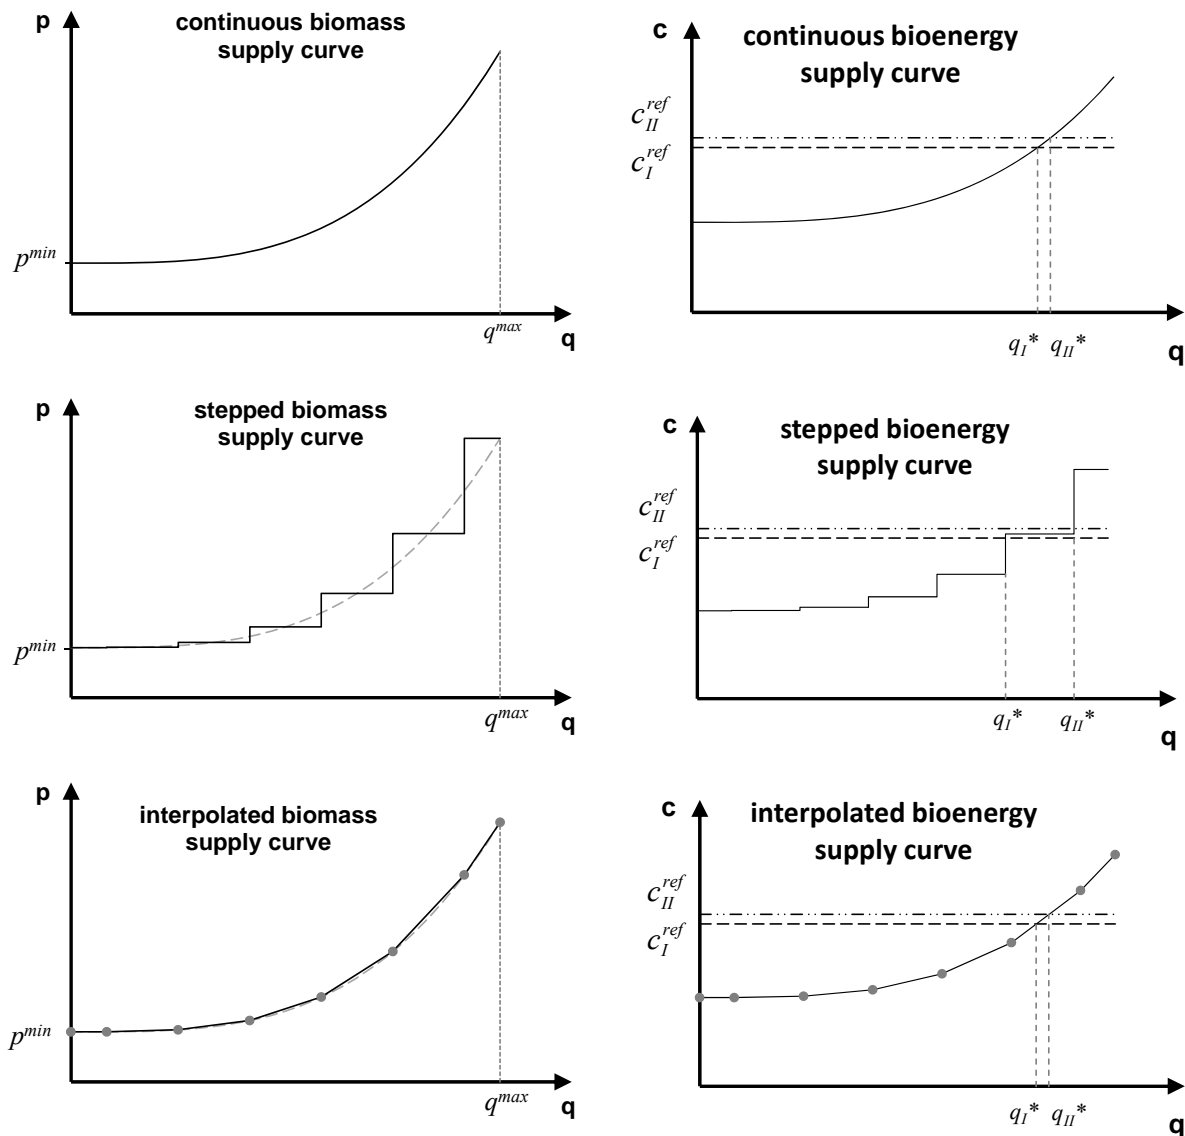 p
continuous biomass
supply curve
p^min
q^max
q
c
continuous bioenergy
supply curve
c_II^ref
c_I^ref
q_I*
q_II*
q
p
stepped biomass
supply curve
p^min
q^max
q
c
stepped bioenergy
supply curve
c_II^ref
c_I^ref
q_I*
q_II*
q
p
interpolated biomass
supply curve
p^min
q^max
q
c
interpolated bioenergy
supply curve
c_II^ref
c_I^ref
q_I*
q_II*
q